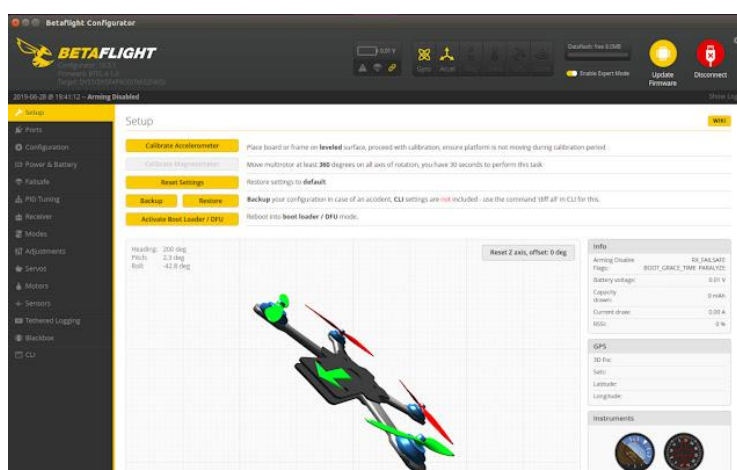 Betaflight Configurator
BETAFLIGHT
0.01 V
Gyro Accel
Dataflash: free 8.0MB
Enable Expert Mode
Update Firmware
Disconnect
2019-06-28 @ 19:41:12 -- Arming Disabled
Show Log
Setup
Ports
Configuration
Power & Battery
Failsafe
PID Tuning
Receiver
Modes
Adjustments
Servos
Motors
Sensors
Tethered Logging
Blackbox
CLI
Setup
WIKI
Calibrate Accelerometer
Place board or frame on leveled surface, proceed with calibration, ensure platform is not moving during calibration period
Calibrate Magnetometer
Move multirotor at least 360 degrees on all axis of rotation, you have 30 seconds to perform this task
Reset Settings
Restore settings to default
Backup Restore
Backup your configuration in case of an accident, CLI settings are not included - use the command 'diff all' in CLI for this.
Activate Boot Loader / DFU
Reboot into boot loader / DFU mode.
Heading: 200 deg
Pitch: 2.3 deg
Roll: -42.8 deg
Reset Z axis, offset: 0 deg
Info
Arming Disable Flags: RX_FAILSAFE
BOOT_GRACE_TIME PARALYZE
Battery voltage: 0.01 V
Capacity drawn: 0 mAh
Current draw: 0.00 A
RSSI: 0 %
GPS
3D Fix:
Sats:
Latitude:
Longitude:
Instruments